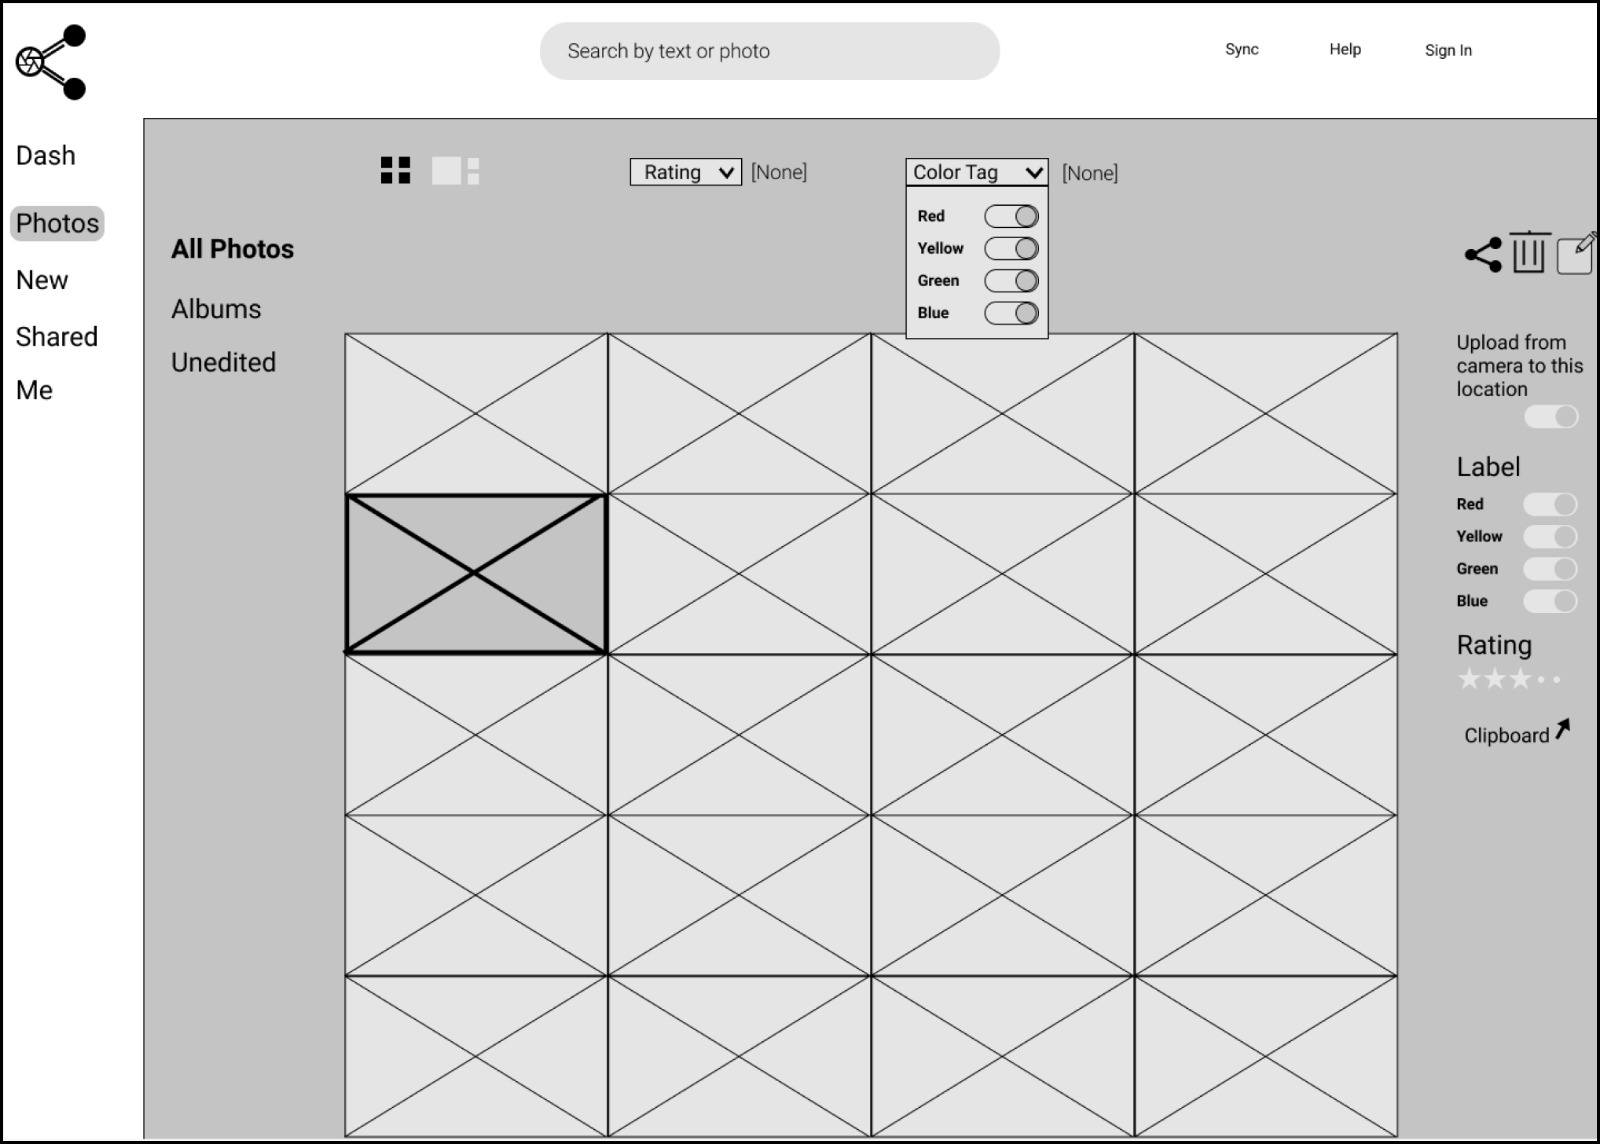 Search by text or photo
Sync
Help
Sign In
Dash
Photos
New
Shared
Me
Rating
[None]
Color Tag
[None]
Red
Yellow
Green
Blue
All Photos
Albums
Unedited
Upload from
camera to this
location
Label
Red
Yellow
Green
Blue
Rating
Clipboard